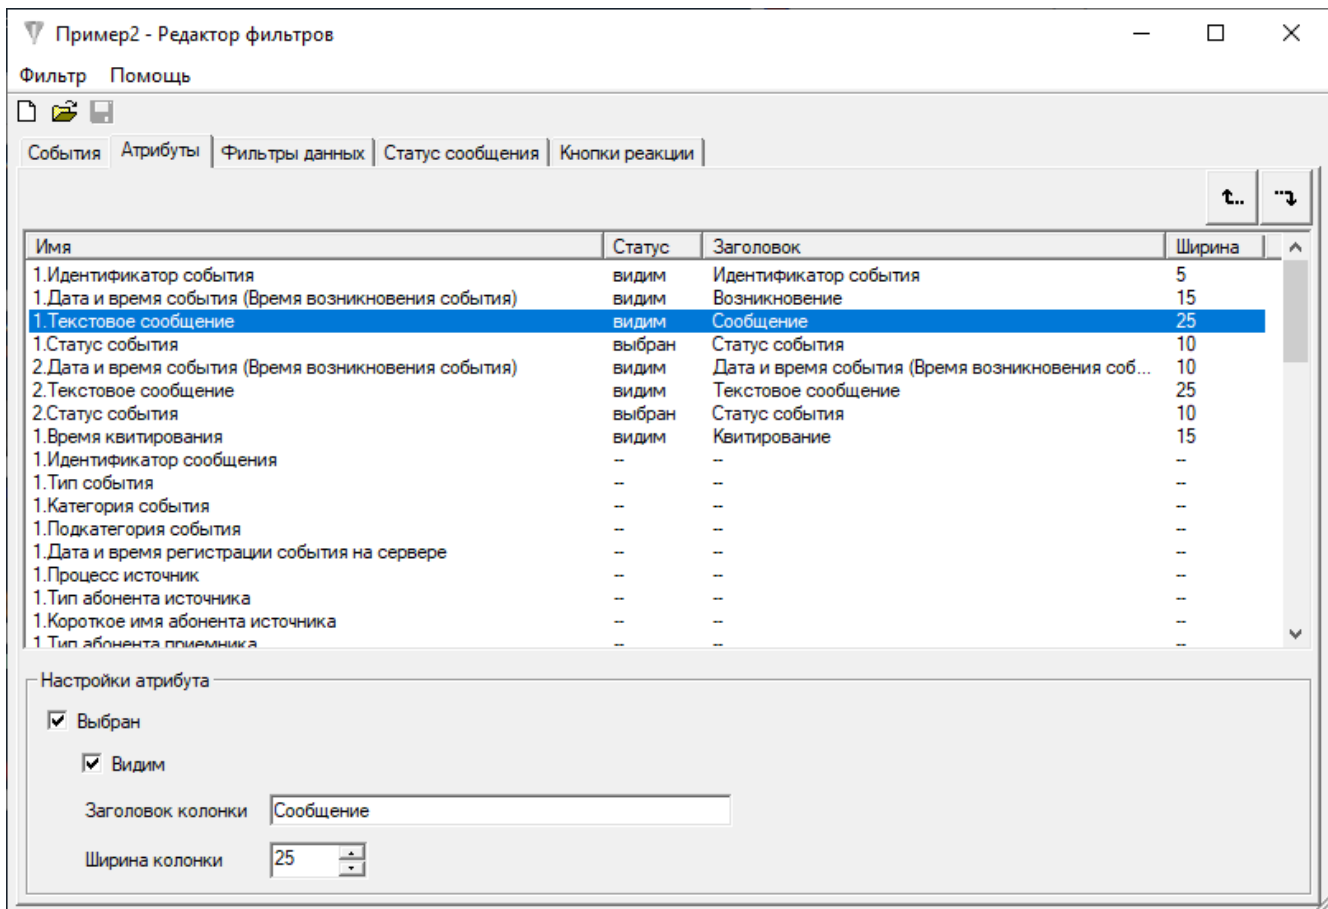 Пример2 - Редактор фильтров
Фильтр Помощь
События Атрибуты Фильтры данных Статус сообщения Кнопки реакции
Имя Статус Заголовок Ширина
1.Идентификатор события видим Идентификатор события 5
1.Дата и время события (Время возникновения события) видим Возникновение 15
1.Текстовое сообщение видим Сообщение 25
1.Статус события выбран Статус события 10
2.Дата и время события (Время возникновения события) видим Дата и время события (Время возникновения соб... 10
2.Текстовое сообщение видим Текстовое сообщение 25
2.Статус события выбран Статус события 10
1.Время квитирования видим Квитирование 15
1.Идентификатор сообщения -- -- --
1.Тип события -- -- --
1.Категория события -- -- --
1.Подкатегория события -- -- --
1.Дата и время регистрации события на сервере -- -- --
1.Процесс источник -- -- --
1.Тип абонента источника -- -- --
1.Короткое имя абонента источника -- -- --
1.Тип абонента приемника -- -- --
Настройки атрибута
Выбран
Видим
Заголовок колонки Сообщение
Ширина колонки 25